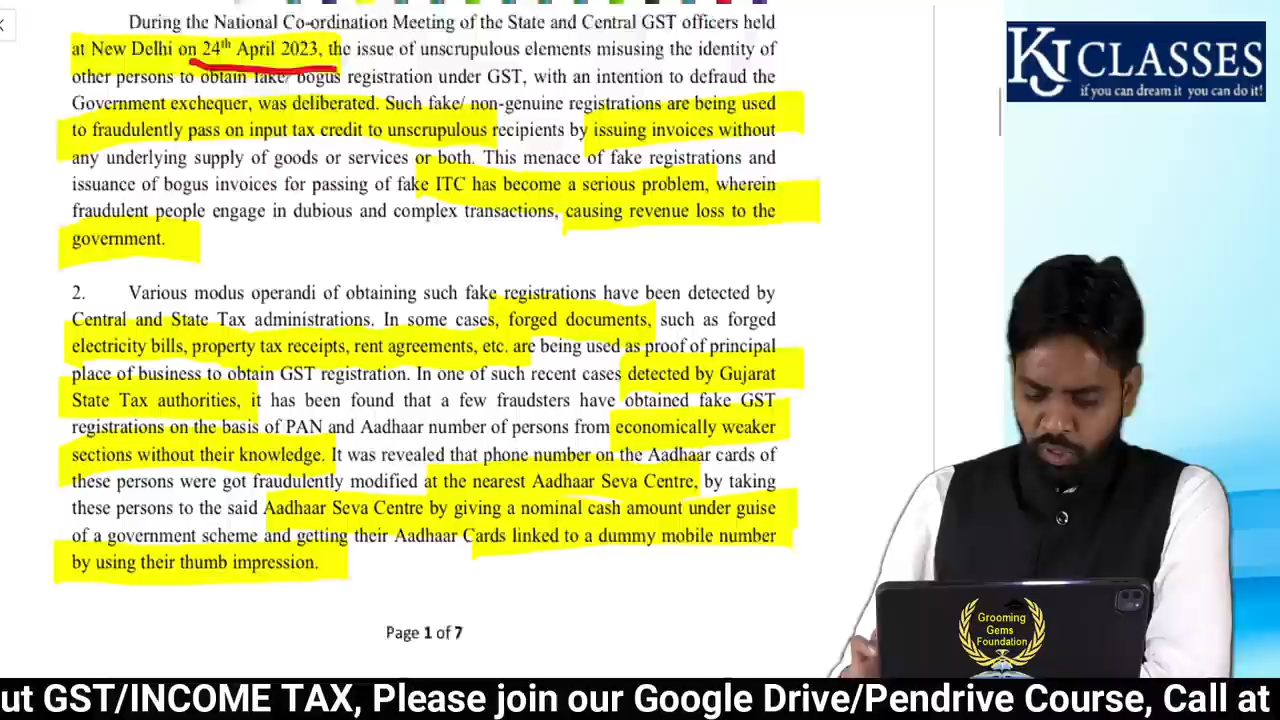 During the National Co-ordination Meeting of the State and Central GST officers held
at New Delhi on 24th April 2023, the issue of unscrupulous elements misusing the identity of
other persons to obtain fake/ bogus registration under GST, with an intention to defraud the
Government exchequer, was deliberated. Such fake/ non-genuine registrations are being used
to fraudulently pass on input tax credit to unscrupulous recipients by issuing invoices without
any underlying supply of goods or services or both. This menace of fake registrations and
issuance of bogus invoices for passing of fake ITC has become a serious problem, wherein
fraudulent people engage in dubious and complex transactions, causing revenue loss to the
government.
2. Various modus operandi of obtaining such fake registrations have been detected by
Central and State Tax administrations. In some cases, forged documents, such as forged
electricity bills, property tax receipts, rent agreements, etc. are being used as proof of principal
place of business to obtain GST registration. In one of such recent cases detected by Gujarat
State Tax authorities, it has been found that a few fraudsters have obtained fake GST
registrations on the basis of PAN and Aadhaar number of persons from economically weaker
sections without their knowledge. It was revealed that phone number on the Aadhaar cards of
these persons were got fraudulently modified at the nearest Aadhaar Seva Centre, by taking
these persons to the said Aadhaar Seva Centre by giving a nominal cash amount under guise
of a government scheme and getting their Aadhaar Cards linked to a dummy mobile number
by using their thumb impression.
Page 1 of 7
KJ CLASSES
if you can dream it you can do it!
Grooming
Gems
Foundation
ut GST/INCOME TAX, Please join our Google Drive/Pendrive Course, Call at